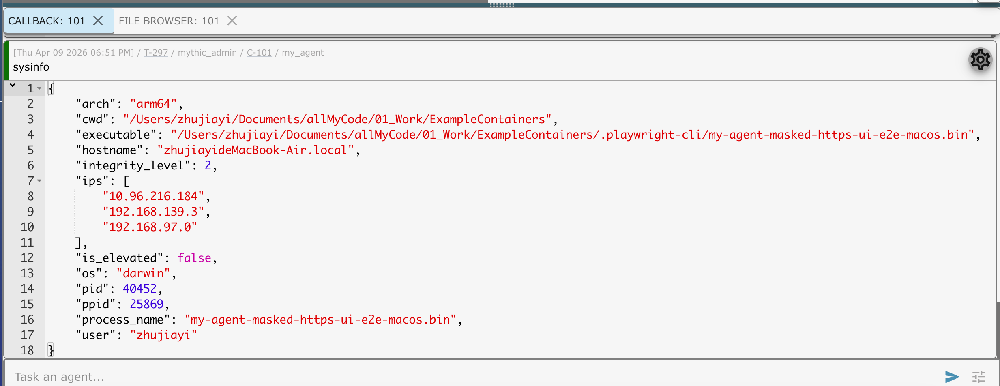 CALLBACK: 101 FILE BROWSER: 101
[Thu Apr 09 2026 06:51 PM] / T-297 / mythic_admin / C-101 / my_agent
sysinfo
1 {
2 "arch": "arm64",
3 "cwd": "/Users/zhujiayi/Documents/allMyCode/01_Work/ExampleContainers",
4 "executable": "/Users/zhujiayi/Documents/allMyCode/01_Work/ExampleContainers/.playwright-cli/my-agent-masked-https-ui-e2e-macos.bin",
5 "hostname": "zhujiayideMacBook-Air.local",
6 "integrity_level": 2,
7 "ips": [
8 "10.96.216.184",
9 "192.168.139.3",
10 "192.168.97.0"
11 ],
12 "is_elevated": false,
13 "os": "darwin",
14 "pid": 40452,
15 "ppid": 25869,
16 "process_name": "my-agent-masked-https-ui-e2e-macos.bin",
17 "user": "zhujiayi"
18 }
Task an agent...